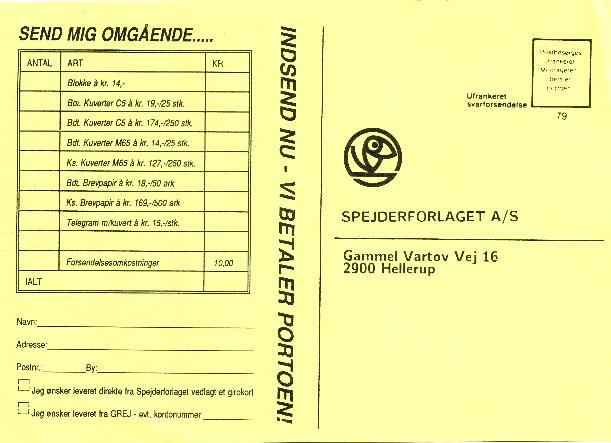 SEND MIG OMGÅENDE.....
ANTAL ART KR
Blokke à kr. 14,-
Bdt. Kuverter C5 à kr. 19,-/25 stk.
Bdt. Kuverter C5 à kr. 174,-/250 stk.
Bdt. Kuverter M65 à kr. 14,-/25 stk.
Ks. Kuverter M65 à kr. 127,-/250 stk.
Bdt. Brevpapir à kr. 18,-/50 ark
Ks. Brevpapir à kr. 169,-/500 ark
Telegram m/kuvert à kr. 15,-/stk.
Forsendelsesomkostninger 10,00
IALT
Navn:
Adresse:
Postnr.: By:
Jeg ønsker leveret direkte fra Spejderforlaget vedlagt et girokort
Jeg ønsker leveret fra GREJ - evt. kontonummer
INDSEND NU - VI BETALER PORTOEN!
Ufrankeret
svarforsendelse
79
SPEJDERFORLAGET A/S
Gammel Vartov Vej 16
2900 Hellerup